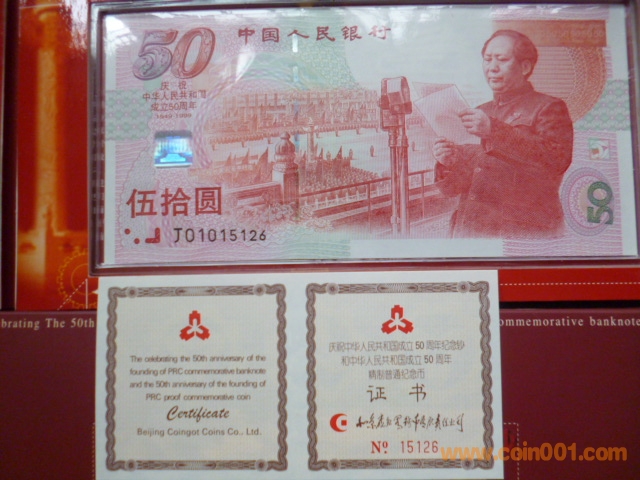 中国人民银行
50
庆祝
中华人民共和国
成立50周年
1949-1999
伍拾圆
J01015126
50
brating The 50th
mmemorative banknote
The celebrating the 50th anniversary of the
founding of PRC commemorative banknote
and the 50th anniversary of the founding of
PRC proof commemorative coin
Certificate
Beijing Coingot Coins Co., Ltd.
庆祝中华人民共和国成立50周年纪念钞
和中华人民共和国成立50周年
精制普通纪念币
证 书
No 15126
www.coin001.com